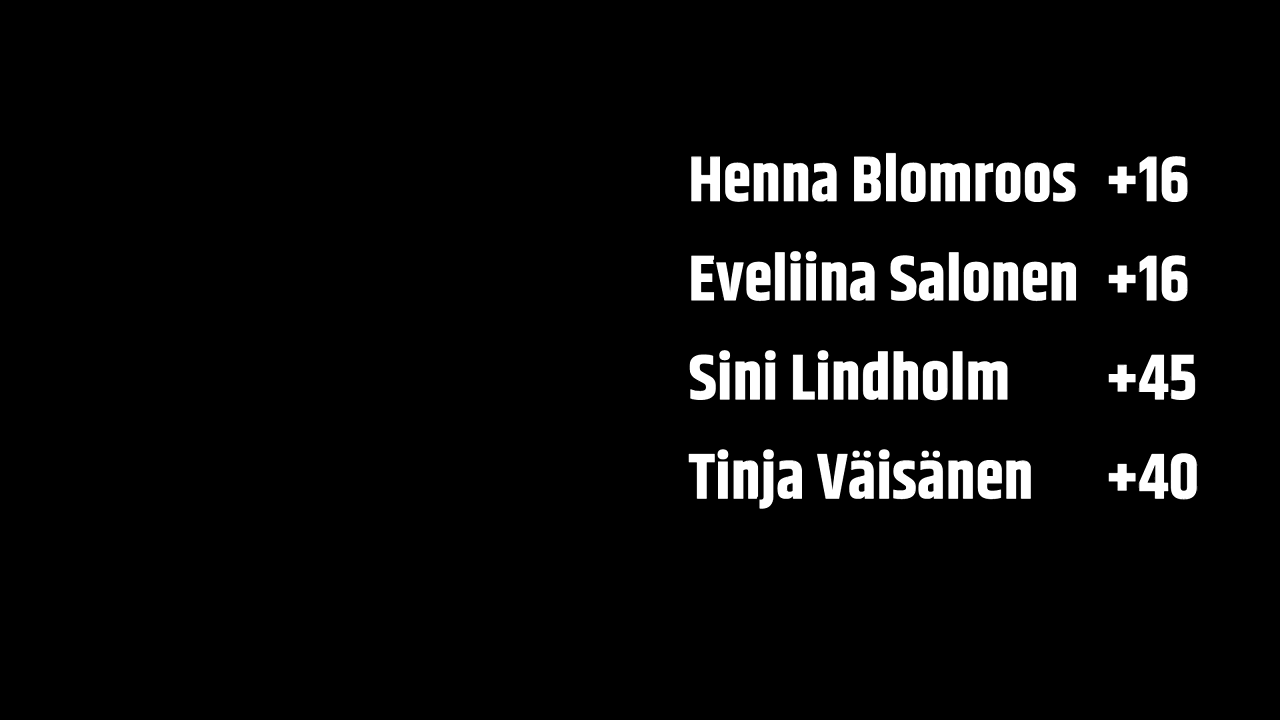 Henna Blomroos +16
Eveliina Salonen +16
Sini Lindholm +45
Tinja Väisänen +40